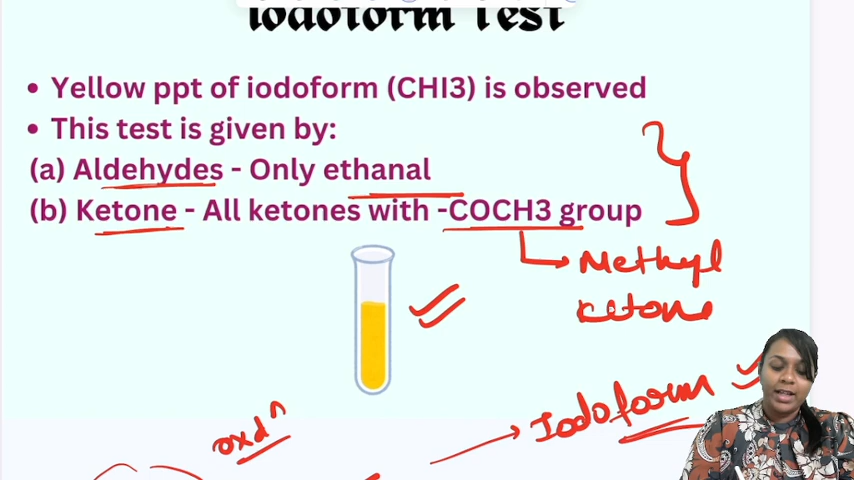 Iodoform Test
• Yellow ppt of iodoform (CHI3) is observed
• This test is given by:
(a) Aldehydes - Only ethanal
(b) Ketone - All ketones with -COCH3 group
Methyl
ketone
Iodoform
oxdn